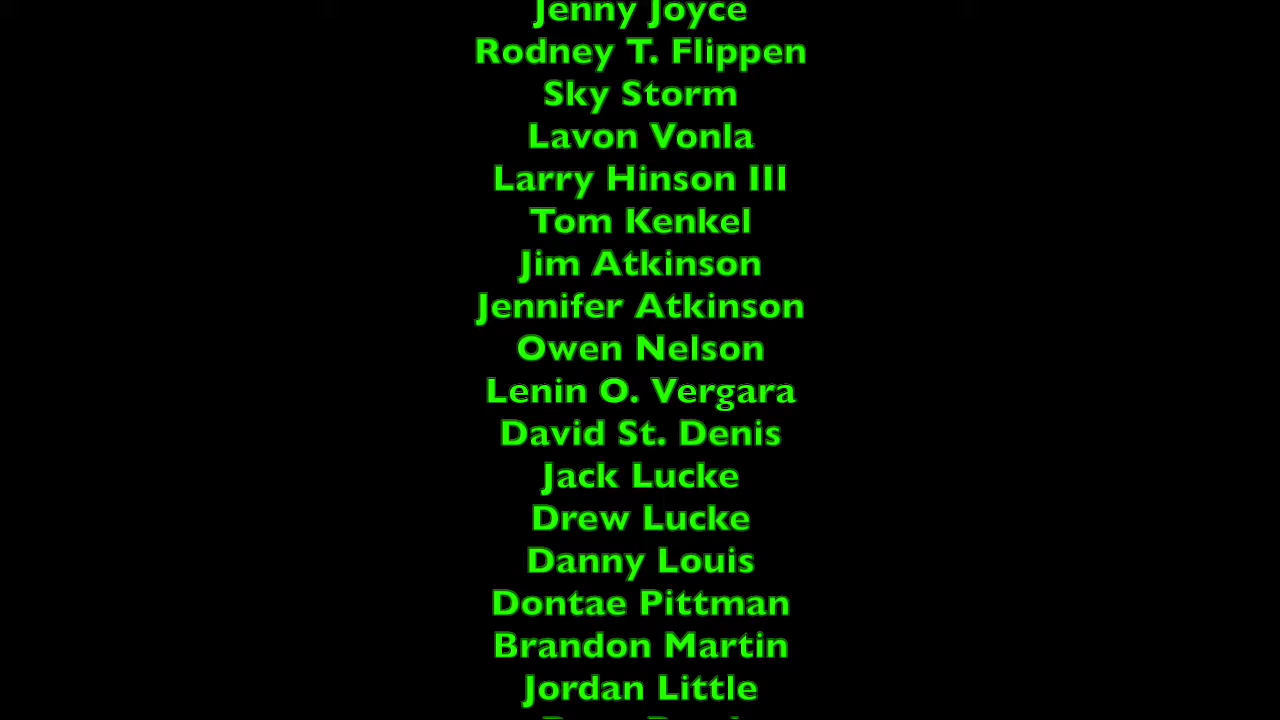 Jenny Joyce
Rodney T. Flippen
Sky Storm
Lavon Vonla
Larry Hinson III
Tom Kenkel
Jim Atkinson
Jennifer Atkinson
Owen Nelson
Lenin O. Vergara
David St. Denis
Jack Lucke
Drew Lucke
Danny Louis
Dontae Pittman
Brandon Martin
Jordan Little